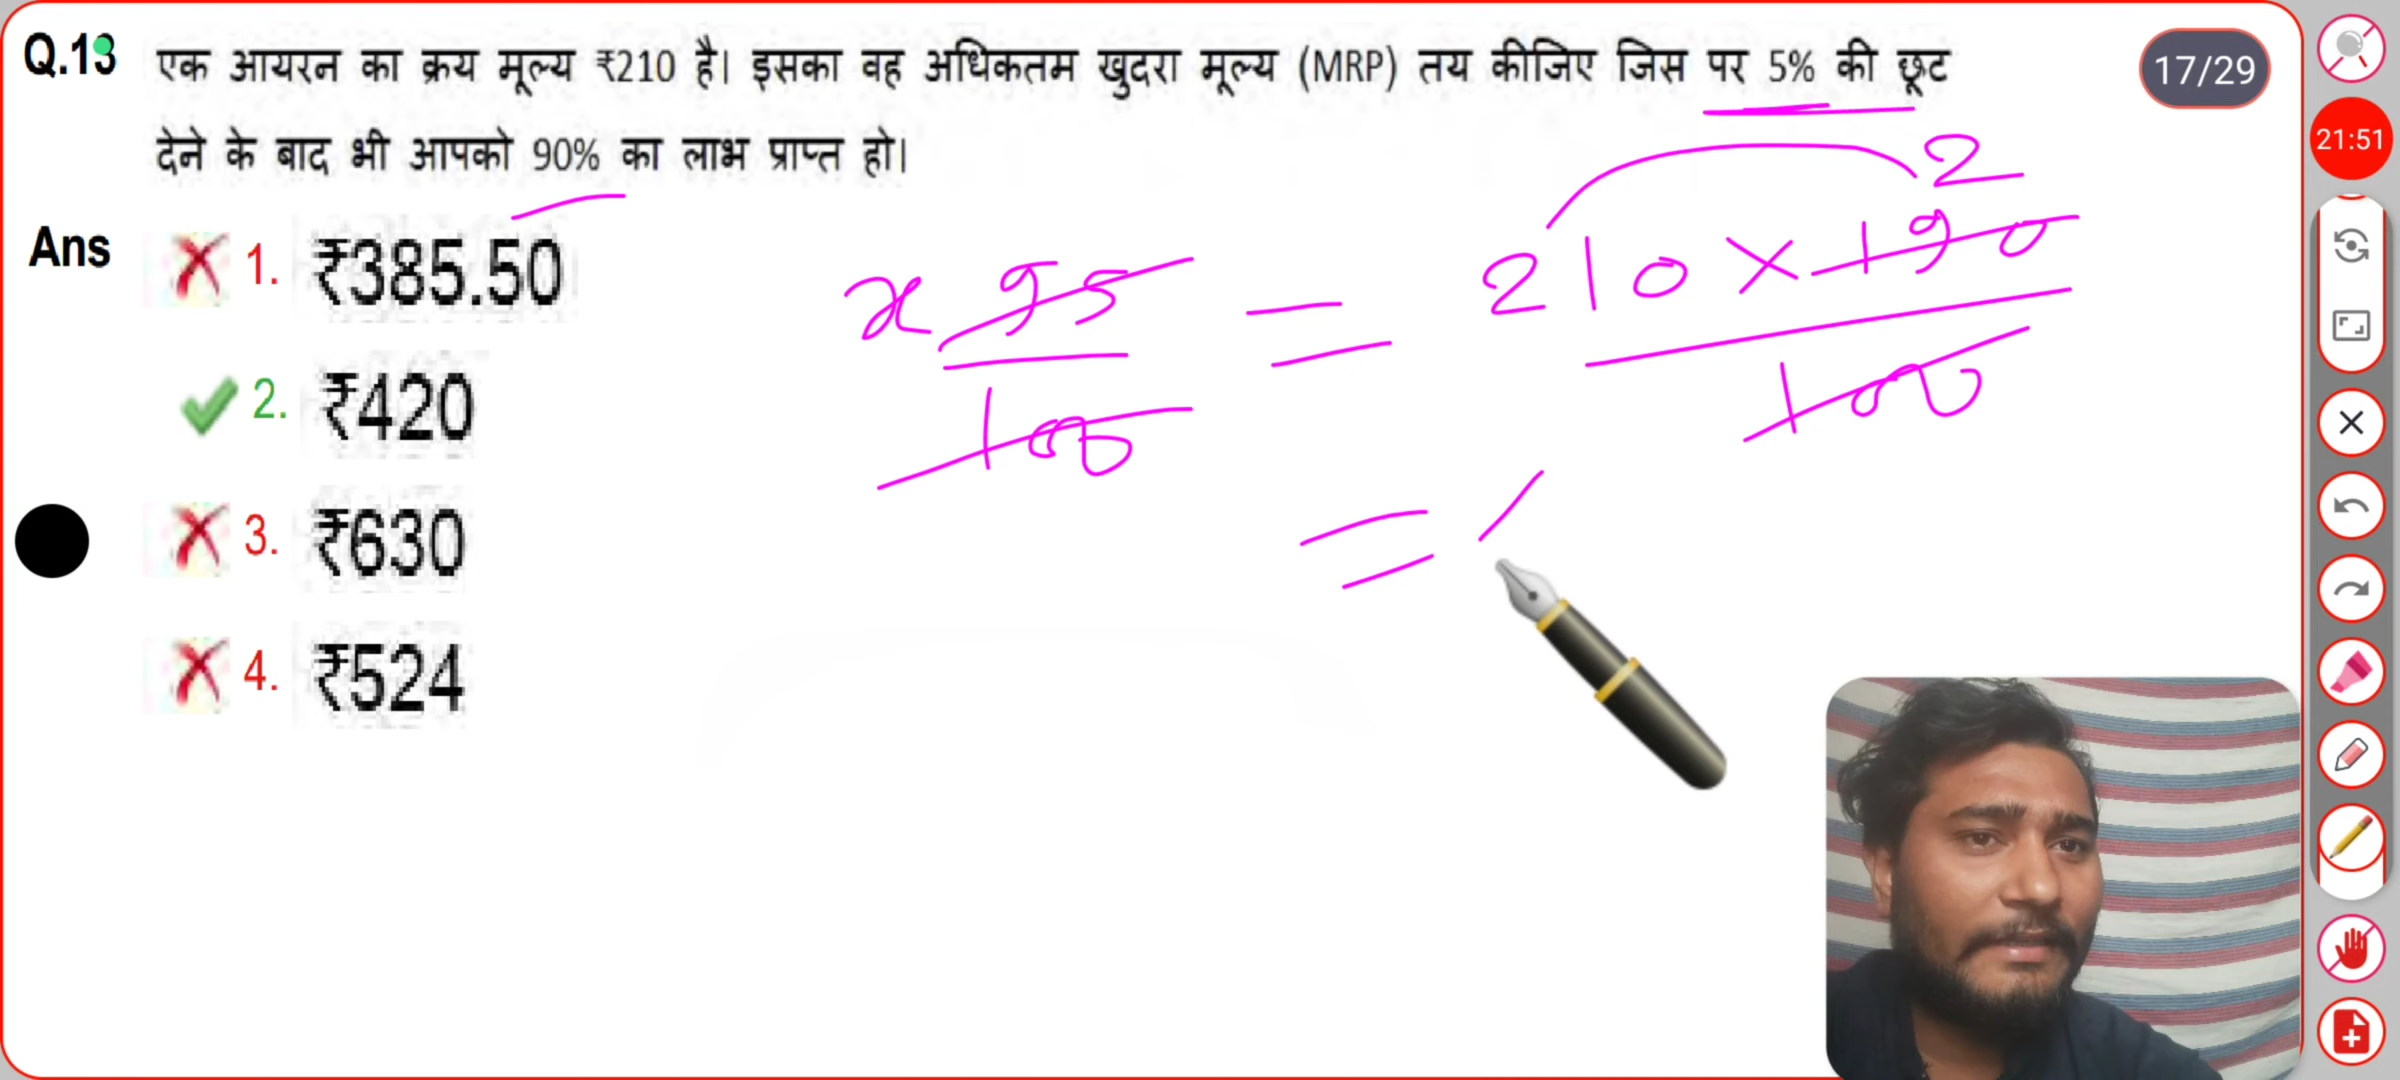 Q.13 एक आयरन का क्रय मूल्य ₹210 है। इसका वह अधिकतम खुदरा मूल्य (MRP) तय कीजिए जिस पर 5% की छूट
देने के बाद भी आपको 90% का लाभ प्राप्त हो।
17/29
21:51
Ans 1. ₹385.50
2. ₹420
3. ₹630
4. ₹524
2
x 95 = 210 × 190
100 100
=